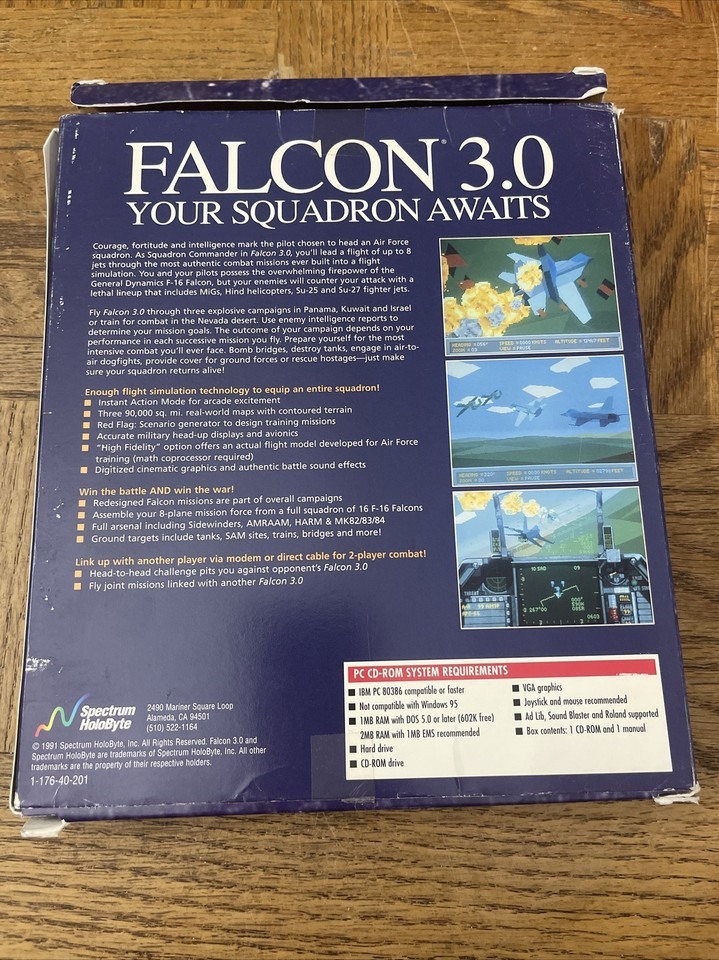 FALCON® 3.0
YOUR SQUADRON AWAITS
Courage, fortitude and intelligence mark the pilot chosen to head an Air Force
squadron. As Squadron Commander in Falcon 3.0, you'll lead a flight of up to 8
jets through the most authentic combat missions ever built into a flight
simulation. You and your pilots possess the overwhelming firepower of the
General Dynamics F-16 Falcon, but your enemies will counter your attack with a
lethal lineup that includes MiGs, Hind helicopters, Su-25 and Su-27 fighter jets.
Fly Falcon 3.0 through three explosive campaigns in Panama, Kuwait and Israel
or train for combat in the Nevada desert. Use enemy intelligence reports to
determine your mission goals. The outcome of your campaign depends on your
performance in each successive mission you fly. Prepare yourself for the most
intensive combat you'll ever face. Bomb bridges, destroy tanks, engage in air-to-
air dogfights, provide cover for ground forces or rescue hostages—just make
sure your squadron returns alive!
Enough flight simulation technology to equip an entire squadron!
■ Instant Action Mode for arcade excitement
■ Three 90,000 sq. mi. real-world maps with contoured terrain
■ Red Flag: Scenario generator to design training missions
■ Accurate military head-up displays and avionics
■ "High Fidelity" option offers an actual flight model developed for Air Force
training (math coprocessor required)
■ Digitized cinematic graphics and authentic battle sound effects
Win the battle AND win the war!
■ Redesigned Falcon missions are part of overall campaigns
■ Assemble your 8-plane mission force from a full squadron of 16 F-16 Falcons
■ Full arsenal including Sidewinders, AMRAAM, HARM & MK82/83/84
■ Ground targets include tanks, SAM sites, trains, bridges and more!
Link up with another player via modem or direct cable for 2-player combat!
■ Head-to-head challenge pits you against opponent's Falcon 3.0
■ Fly joint missions linked with another Falcon 3.0
PC CD-ROM SYSTEM REQUIREMENTS
■ IBM PC 80386 compatible or faster
■ Not compatible with Windows 95
■ 1MB RAM with DOS 5.0 or later (602K free)
2MB RAM with 1MB EMS recommended
■ Hard drive
■ CD-ROM drive
■ VGA graphics
■ Joystick and mouse recommended
■ Ad Lib, Sound Blaster and Roland supported
■ Box contents: 1 CD-ROM and 1 manual
Spectrum
HoloByte
2490 Mariner Square Loop
Alameda, CA 94501
(510) 522-1164
© 1991 Spectrum HoloByte, Inc. All Rights Reserved. Falcon 3.0 and
Spectrum HoloByte are trademarks of Spectrum HoloByte, Inc. All other
trademarks are the property of their respective holders.
1-176-40-201